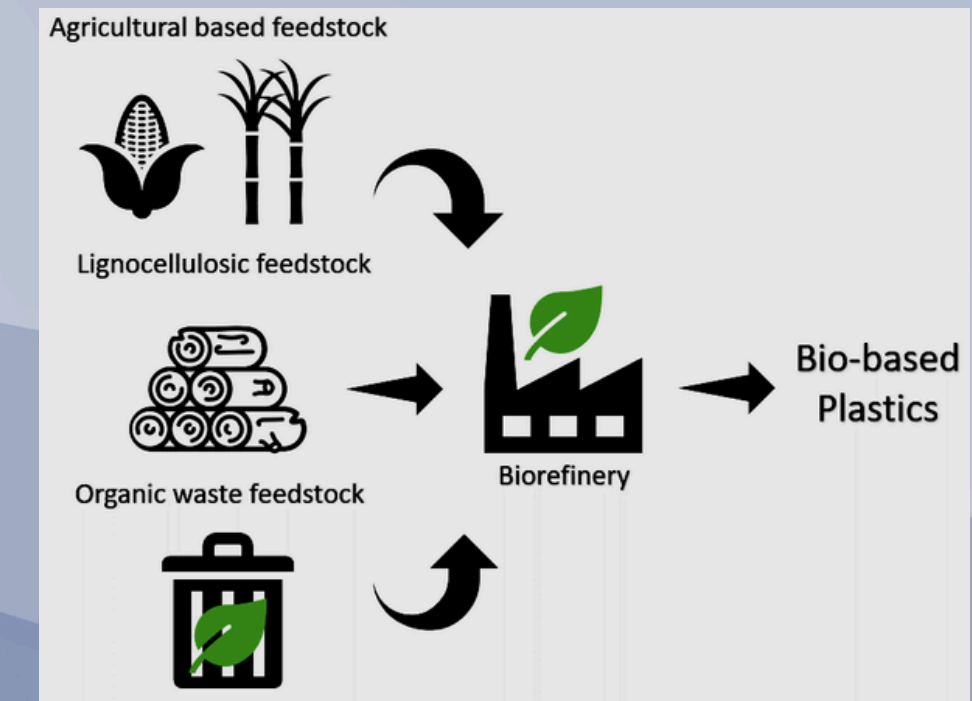 Agricultural based feedstock
Lignocellulosic feedstock
Organic waste feedstock
Biorefinery
Bio-based
Plastics